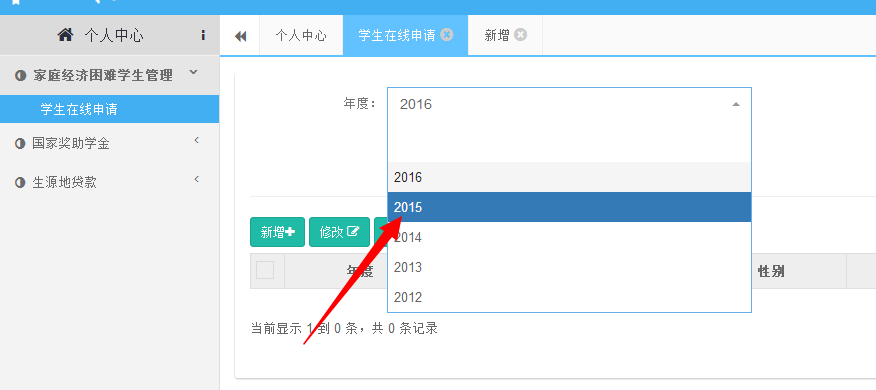 个人中心
个人中心
学生在线申请
新增
家庭经济困难学生管理
学生在线申请
国家奖助学金
生源地贷款
年度：
2016
2016
2015
2014
2013
2012
新增
修改
年度
性别
当前显示 1 到 0 条，共 0 条记录